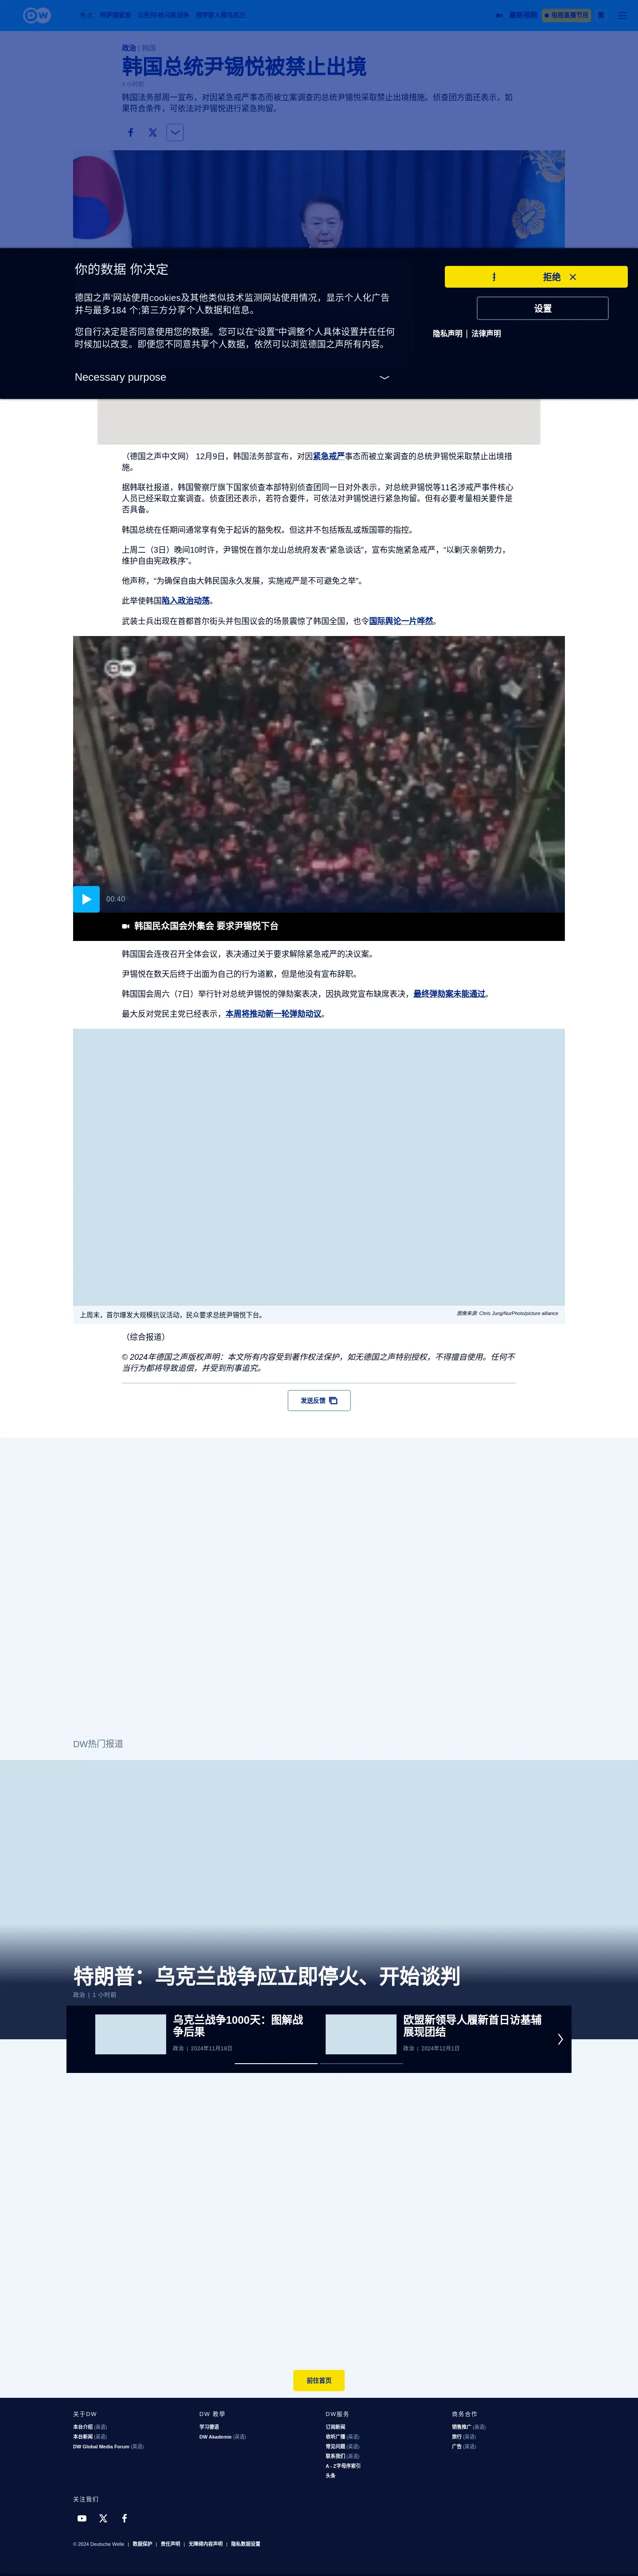 DW
阿萨德家族
以色列-哈马斯战争
俄罗斯入侵乌克兰
最新视频
电视直播节目
繁
政治 | 韩国
韩国总统尹锡悦被禁止出境
4 小时前
韩国法务部周一宣布，对因紧急戒严事态而被立案调查的总统尹锡悦采取禁止出境措施。侦查团方面还表示，如
果符合条件，可依法对尹锡悦进行紧急拘留。
你的数据 你决定
德国之声'网站使用cookies及其他类似技术监测网站使用情况，显示个人化广告
并与最多184 个;第三方分享个人数据和信息。
您自行决定是否同意使用您的数据。您可以在“设置”中调整个人具体设置并在任何
时候加以改变。即便您不同意共享个人数据，依然可以浏览德国之声所有内容。
Necessary purpose
拒绝
设置
隐私声明 | 法律声明
（德国之声中文网） 12月9日，韩国法务部宣布，对因紧急戒严事态而被立案调查的总统尹锡悦采取禁止出境措
施。
据韩联社报道，韩国警察厅旗下国家侦查本部特别侦查团同一日对外表示，对总统尹锡悦等11名涉戒严事件核心
人员已经采取立案调查。侦查团还表示，若符合要件，可依法对尹锡悦进行紧急拘留。但有必要考量相关要件是
否具备。
韩国总统在任期间通常享有免于起诉的豁免权。但这并不包括叛乱或叛国罪的指控。
上周二（3日）晚间10时许，尹锡悦在首尔龙山总统府发表“紧急谈话”，宣布实施紧急戒严，“以剿灭亲朝势力，
维护自由宪政秩序”。
他声称，“为确保自由大韩民国永久发展，实施戒严是不可避免之举”。
此举使韩国陷入政治动荡。
武装士兵出现在首都首尔街头并包围议会的场景震惊了韩国全国，也令国际舆论一片哗然。
DW
00:40
韩国民众国会外集会 要求尹锡悦下台
韩国国会连夜召开全体会议，表决通过关于要求解除紧急戒严的决议案。
尹锡悦在数天后终于出面为自己的行为道歉，但是他没有宣布辞职。
韩国国会周六（7日）举行针对总统尹锡悦的弹劾案表决，因执政党宣布缺席表决，最终弹劾案未能通过。
最大反对党民主党已经表示，本周将推动新一轮弹劾动议。
上周末，首尔爆发大规模抗议活动，民众要求总统尹锡悦下台。
图像来源: Chris Jung/NurPhoto/picture alliance
（综合报道）
© 2024年德国之声版权声明：本文所有内容受到著作权法保护，如无德国之声特别授权，不得擅自使用。任何不
当行为都将导致追偿，并受到刑事追究。
发送反馈
DW热门报道
特朗普：乌克兰战争应立即停火、开始谈判
政治 | 1 小时前
乌克兰战争1000天：图解战
争后果
政治 | 2024年11月18日
欧盟新领导人履新首日访基辅
展现团结
政治 | 2024年12月1日
前往首页
关于DW
本台介绍 (英语)
本台新闻 (英语)
DW Global Media Forum (英语)
DW 教學
学习德语
DW Akademie (英语)
DW服务
订阅新闻
收听广播 (英语)
常见问题 (英语)
联系我们 (英语)
A - Z字母序索引
头条
商务合作
销售推广 (英语)
旅行 (英语)
广告 (英语)
关注我们
© 2024 Deutsche Welle | 数据保护 | 责任声明 | 无障碍内容声明 | 隐私数据设置